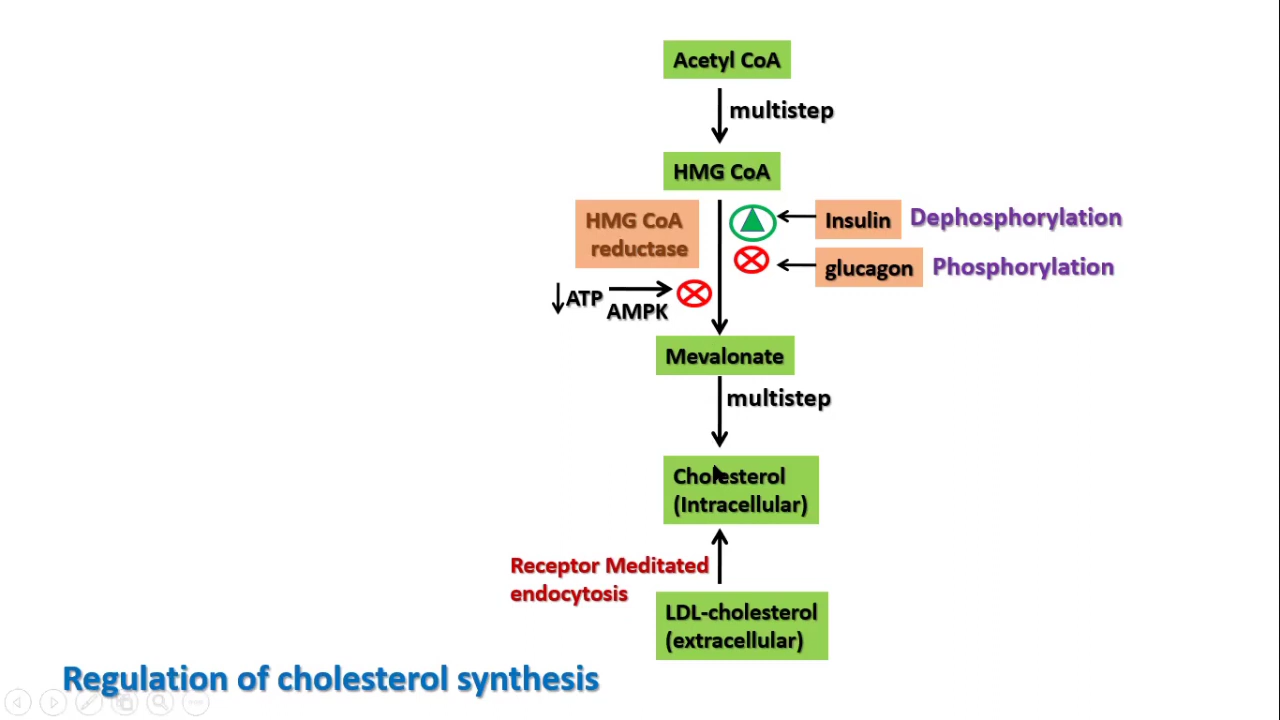 Acetyl CoA
multistep
HMG CoA
HMG CoA
reductase
Insulin Dephosphorylation
glucagon Phosphorylation
↓ATP
AMPK
Mevalonate
multistep
Cholesterol
(Intracellular)
Receptor Meditated
endocytosis
LDL-cholesterol
(extracellular)
Regulation of cholesterol synthesis